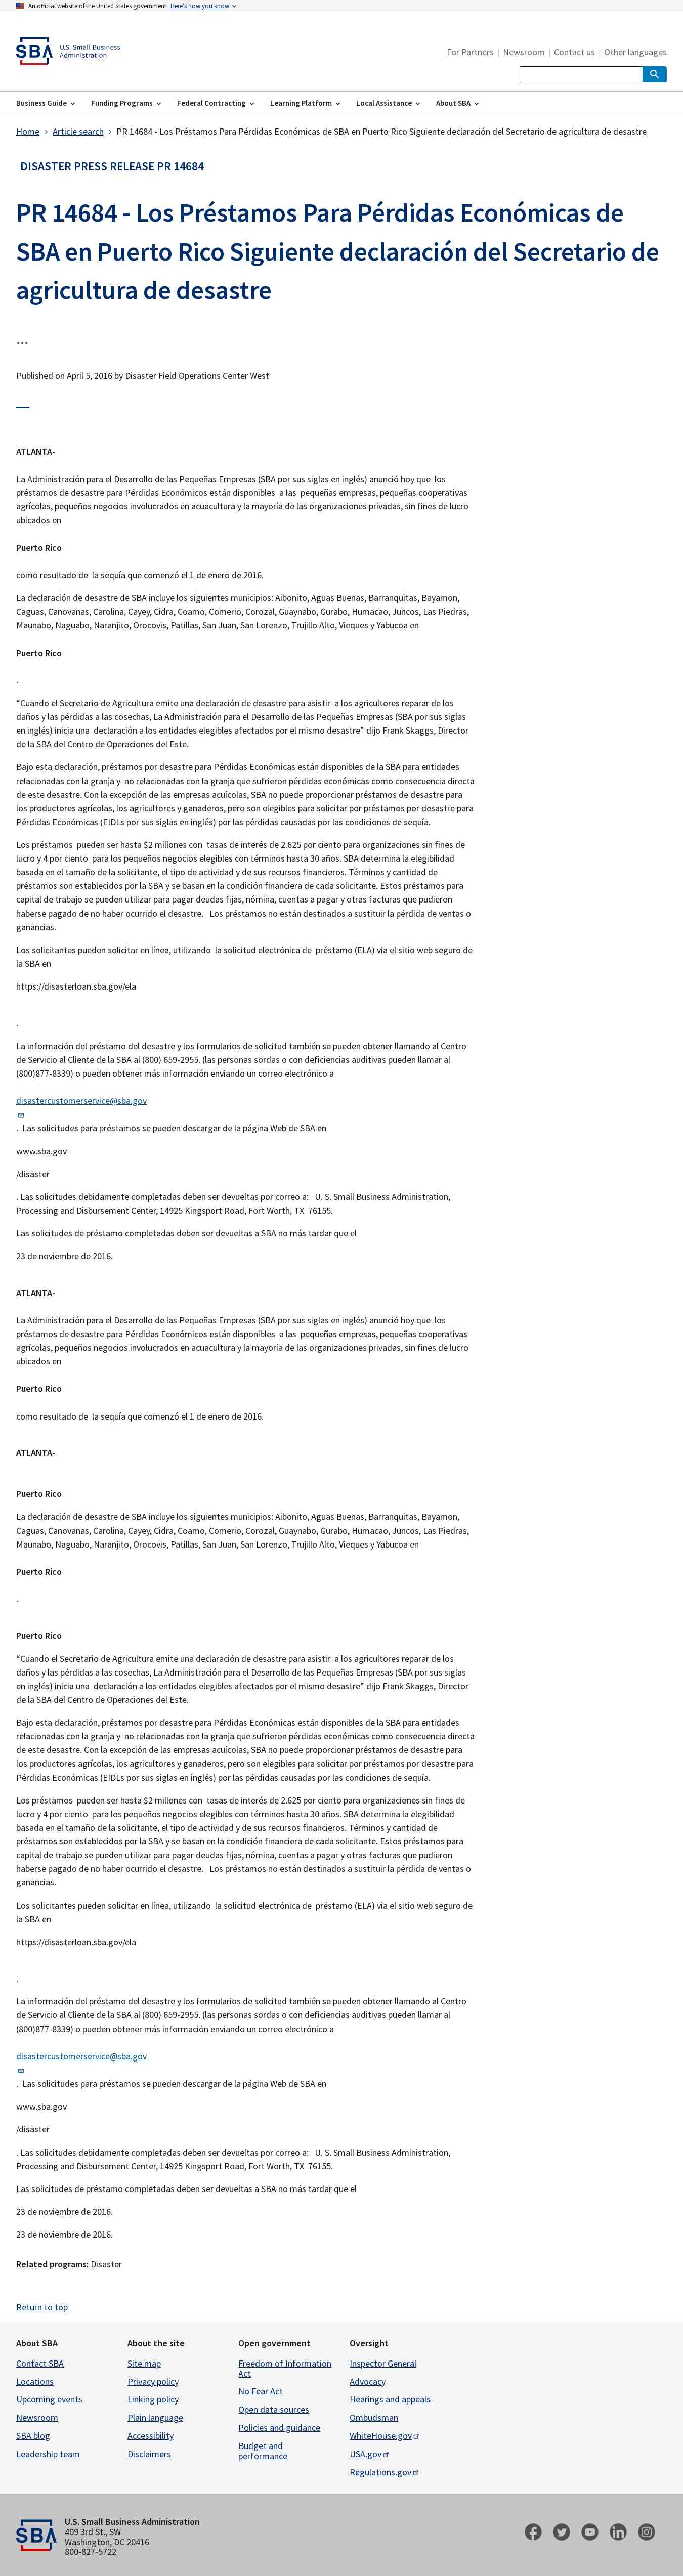 An official website of the United States government Here's how you know
SBA U.S. Small Business
Administration
For Partners | Newsroom | Contact us | Other languages
Business Guide Funding Programs Federal Contracting Learning Platform Local Assistance About SBA
Home > Article search > PR 14684 - Los Préstamos Para Pérdidas Económicas de SBA en Puerto Rico Siguiente declaración del Secretario de agricultura de desastre
DISASTER PRESS RELEASE PR 14684
PR 14684 - Los Préstamos Para Pérdidas Económicas de
SBA en Puerto Rico Siguiente declaración del Secretario de
agricultura de desastre
...
Published on April 5, 2016 by Disaster Field Operations Center West
ATLANTA-
La Administración para el Desarrollo de las Pequeñas Empresas (SBA por sus siglas en inglés) anunció hoy que los
préstamos de desastre para Pérdidas Económicos están disponibles a las pequeñas empresas, pequeñas cooperativas
agrícolas, pequeños negocios involucrados en acuacultura y la mayoría de las organizaciones privadas, sin fines de lucro
ubicados en
Puerto Rico
como resultado de la sequía que comenzó el 1 de enero de 2016.
La declaración de desastre de SBA incluye los siguientes municipios: Aibonito, Aguas Buenas, Barranquitas, Bayamon,
Caguas, Canovanas, Carolina, Cayey, Cidra, Coamo, Comerio, Corozal, Guaynabo, Gurabo, Humacao, Juncos, Las Piedras,
Maunabo, Naguabo, Naranjito, Orocovis, Patillas, San Juan, San Lorenzo, Trujillo Alto, Vieques y Yabucoa en
Puerto Rico
.
“Cuando el Secretario de Agricultura emite una declaración de desastre para asistir a los agricultores reparar de los
daños y las pérdidas a las cosechas, La Administración para el Desarrollo de las Pequeñas Empresas (SBA por sus siglas
en inglés) inicia una declaración a los entidades elegibles afectados por el mismo desastre” dijo Frank Skaggs, Director
de la SBA del Centro de Operaciones del Este.
Bajo esta declaración, préstamos por desastre para Pérdidas Económicas están disponibles de la SBA para entidades
relacionadas con la granja y no relacionadas con la granja que sufrieron pérdidas económicas como consecuencia directa
de este desastre. Con la excepción de las empresas acuícolas, SBA no puede proporcionar préstamos de desastre para
los productores agrícolas, los agricultores y ganaderos, pero son elegibles para solicitar por préstamos por desastre para
Pérdidas Económicas (EIDLs por sus siglas en inglés) por las pérdidas causadas por las condiciones de sequía.
Los préstamos pueden ser hasta $2 millones con tasas de interés de 2.625 por ciento para organizaciones sin fines de
lucro y 4 por ciento para los pequeños negocios elegibles con términos hasta 30 años. SBA determina la elegibilidad
basada en el tamaño de la solicitante, el tipo de actividad y de sus recursos financieros. Términos y cantidad de
préstamos son establecidos por la SBA y se basan en la condición financiera de cada solicitante. Estos préstamos para
capital de trabajo se pueden utilizar para pagar deudas fijas, nómina, cuentas a pagar y otras facturas que pudieron
haberse pagado de no haber ocurrido el desastre. Los préstamos no están destinados a sustituir la pérdida de ventas o
ganancias.
Los solicitantes pueden solicitar en línea, utilizando la solicitud electrónica de préstamo (ELA) via el sitio web seguro de
la SBA en
https://disasterloan.sba.gov/ela
.
La información del préstamo del desastre y los formularios de solicitud también se pueden obtener llamando al Centro
de Servicio al Cliente de la SBA al (800) 659-2955. (las personas sordas o con deficiencias auditivas pueden llamar al
(800)877-8339) o pueden obtener más información enviando un correo electrónico a
disastercustomerservice@sba.gov
. Las solicitudes para préstamos se pueden descargar de la página Web de SBA en
www.sba.gov
/disaster
. Las solicitudes debidamente completadas deben ser devueltas por correo a: U. S. Small Business Administration,
Processing and Disbursement Center, 14925 Kingsport Road, Fort Worth, TX 76155.
Las solicitudes de préstamo completadas deben ser devueltas a SBA no más tardar que el
23 de noviembre de 2016.
ATLANTA-
La Administración para el Desarrollo de las Pequeñas Empresas (SBA por sus siglas en inglés) anunció hoy que los
préstamos de desastre para Pérdidas Económicos están disponibles a las pequeñas empresas, pequeñas cooperativas
agrícolas, pequeños negocios involucrados en acuacultura y la mayoría de las organizaciones privadas, sin fines de lucro
ubicados en
Puerto Rico
como resultado de la sequía que comenzó el 1 de enero de 2016.
ATLANTA-
Puerto Rico
La declaración de desastre de SBA incluye los siguientes municipios: Aibonito, Aguas Buenas, Barranquitas, Bayamon,
Caguas, Canovanas, Carolina, Cayey, Cidra, Coamo, Comerio, Corozal, Guaynabo, Gurabo, Humacao, Juncos, Las Piedras,
Maunabo, Naguabo, Naranjito, Orocovis, Patillas, San Juan, San Lorenzo, Trujillo Alto, Vieques y Yabucoa en
Puerto Rico
.
Puerto Rico
“Cuando el Secretario de Agricultura emite una declaración de desastre para asistir a los agricultores reparar de los
daños y las pérdidas a las cosechas, La Administración para el Desarrollo de las Pequeñas Empresas (SBA por sus siglas
en inglés) inicia una declaración a los entidades elegibles afectados por el mismo desastre” dijo Frank Skaggs, Director
de la SBA del Centro de Operaciones del Este.
Bajo esta declaración, préstamos por desastre para Pérdidas Económicas están disponibles de la SBA para entidades
relacionadas con la granja y no relacionadas con la granja que sufrieron pérdidas económicas como consecuencia directa
de este desastre. Con la excepción de las empresas acuícolas, SBA no puede proporcionar préstamos de desastre para
los productores agrícolas, los agricultores y ganaderos, pero son elegibles para solicitar por préstamos por desastre para
Pérdidas Económicas (EIDLs por sus siglas en inglés) por las pérdidas causadas por las condiciones de sequía.
Los préstamos pueden ser hasta $2 millones con tasas de interés de 2.625 por ciento para organizaciones sin fines de
lucro y 4 por ciento para los pequeños negocios elegibles con términos hasta 30 años. SBA determina la elegibilidad
basada en el tamaño de la solicitante, el tipo de actividad y de sus recursos financieros. Términos y cantidad de
préstamos son establecidos por la SBA y se basan en la condición financiera de cada solicitante. Estos préstamos para
capital de trabajo se pueden utilizar para pagar deudas fijas, nómina, cuentas a pagar y otras facturas que pudieron
haberse pagado de no haber ocurrido el desastre. Los préstamos no están destinados a sustituir la pérdida de ventas o
ganancias.
Los solicitantes pueden solicitar en línea, utilizando la solicitud electrónica de préstamo (ELA) via el sitio web seguro de
la SBA en
https://disasterloan.sba.gov/ela
.
La información del préstamo del desastre y los formularios de solicitud también se pueden obtener llamando al Centro
de Servicio al Cliente de la SBA al (800) 659-2955. (las personas sordas o con deficiencias auditivas pueden llamar al
(800)877-8339) o pueden obtener más información enviando un correo electrónico a
disastercustomerservice@sba.gov
. Las solicitudes para préstamos se pueden descargar de la página Web de SBA en
www.sba.gov
/disaster
. Las solicitudes debidamente completadas deben ser devueltas por correo a: U. S. Small Business Administration,
Processing and Disbursement Center, 14925 Kingsport Road, Fort Worth, TX 76155.
Las solicitudes de préstamo completadas deben ser devueltas a SBA no más tardar que el
23 de noviembre de 2016.
23 de noviembre de 2016.
Related programs: Disaster
Return to top
About SBA
Contact SBA
Locations
Upcoming events
Newsroom
SBA blog
Leadership team
About the site
Site map
Privacy policy
Linking policy
Plain language
Accessibility
Disclaimers
Open government
Freedom of Information
Act
No Fear Act
Open data sources
Policies and guidance
Budget and
performance
Oversight
Inspector General
Advocacy
Hearings and appeals
Ombudsman
WhiteHouse.gov
USA.gov
Regulations.gov
SBA
U.S. Small Business Administration
409 3rd St., SW
Washington, DC 20416
800-827-5722